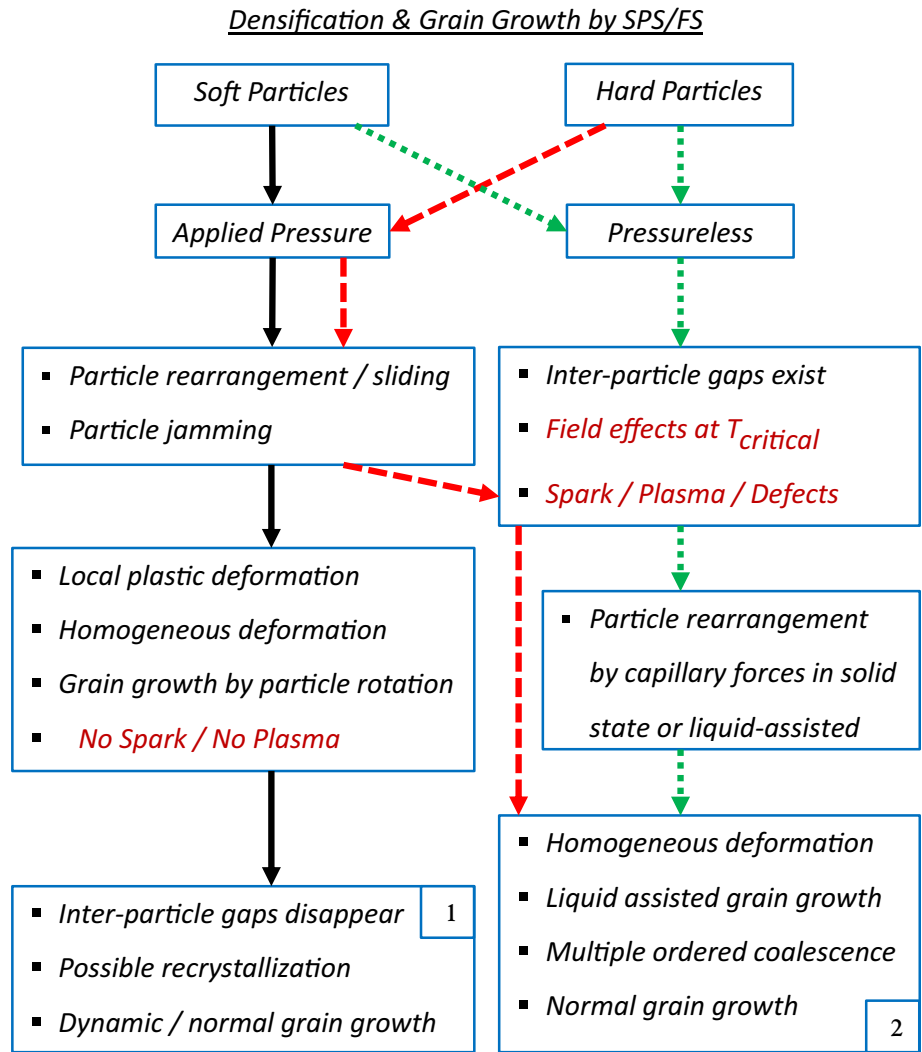 Densification & Grain Growth by SPS/FS
Soft Particles
Hard Particles
Applied Pressure
Pressureless
▪ Particle rearrangement / sliding
▪ Particle jamming
▪ Inter-particle gaps exist
▪ Field effects at Tcritical
▪ Spark / Plasma / Defects
▪ Local plastic deformation
▪ Homogeneous deformation
▪ Grain growth by particle rotation
▪ No Spark / No Plasma
▪ Particle rearrangement
by capillary forces in solid
state or liquid-assisted
▪ Inter-particle gaps disappear
1
▪ Possible recrystallization
▪ Dynamic / normal grain growth
▪ Homogeneous deformation
▪ Liquid assisted grain growth
▪ Multiple ordered coalescence
▪ Normal grain growth
2